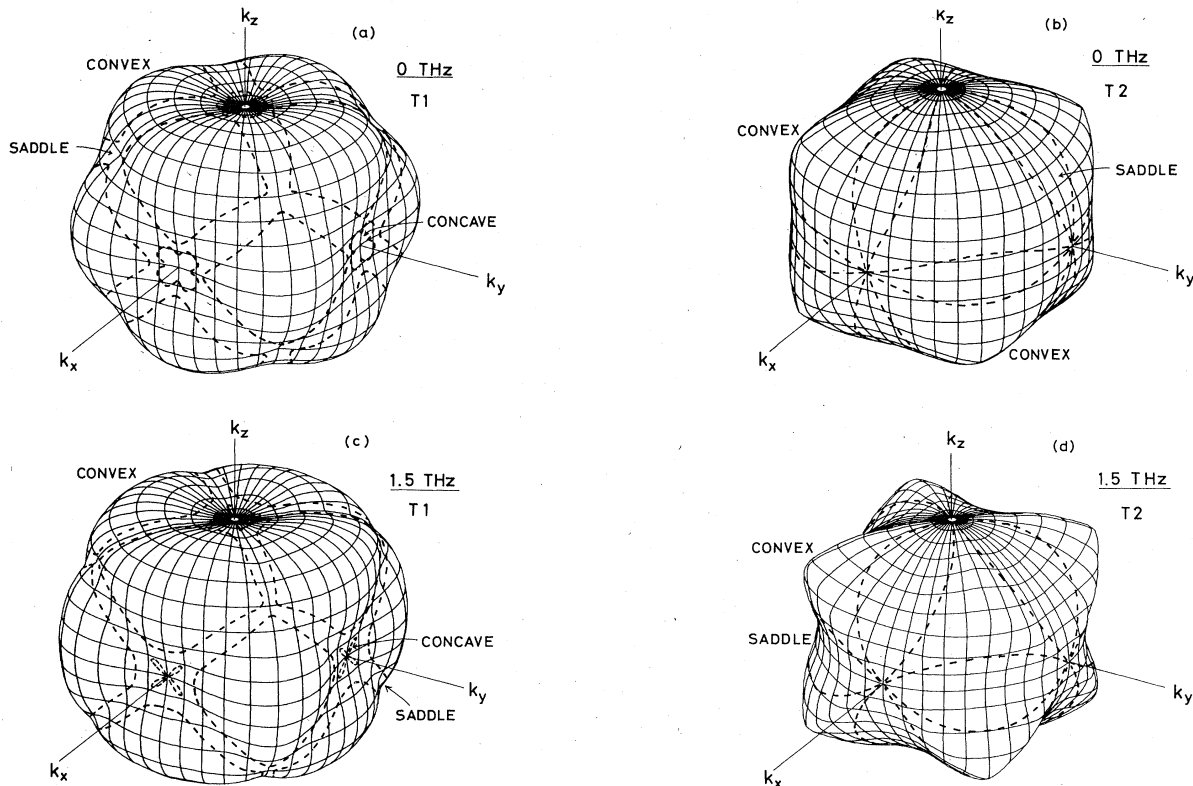 (a)
k_z
0 THz
T1
CONVEX
SADDLE
CONCAVE
k_y
k_x
(b)
k_z
0 THz
T2
CONVEX
SADDLE
k_y
k_x
CONVEX
(c)
k_z
1.5 THz
T1
CONVEX
CONCAVE
k_y
SADDLE
k_x
(d)
k_z
1.5 THz
T2
CONVEX
SADDLE
k_y
k_x